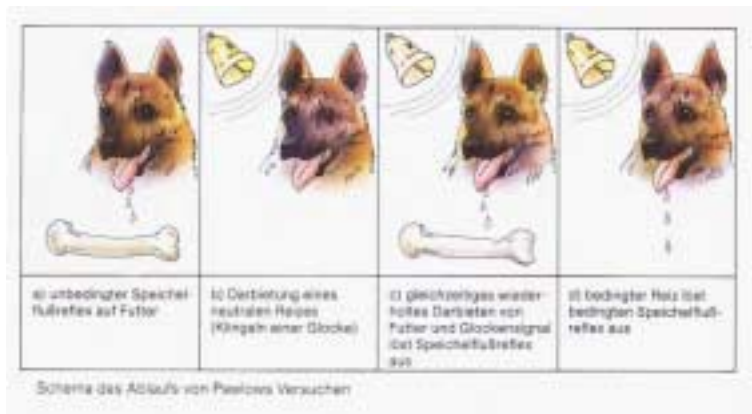 a) unbedingter Speichel-
flußreflex auf Futter
b) Darbietung eines
neutralen Reizes
(Klingeln einer Glocke)
c) gleichzeitiges wieder-
holtes Darbieten von
Futter und Glockensignal
löst Speichelflußreflex
aus
d) bedingter Reiz löst
bedingten Speichelfluß-
reflex aus
Schema des Ablaufs von Pawlows Versuchen